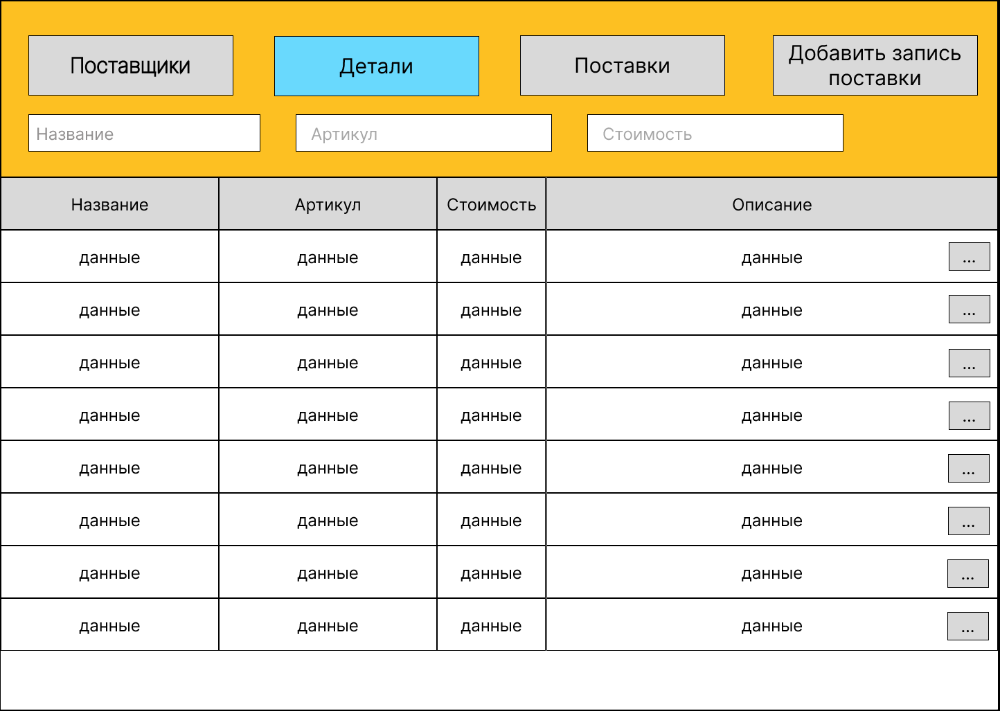 Поставщики
Детали
Поставки
Добавить запись
поставки
Название
Артикул
Стоимость
Название Артикул Стоимость Описание
данные данные данные данные ...
данные данные данные данные ...
данные данные данные данные ...
данные данные данные данные ...
данные данные данные данные ...
данные данные данные данные ...
данные данные данные данные ...
данные данные данные данные ...